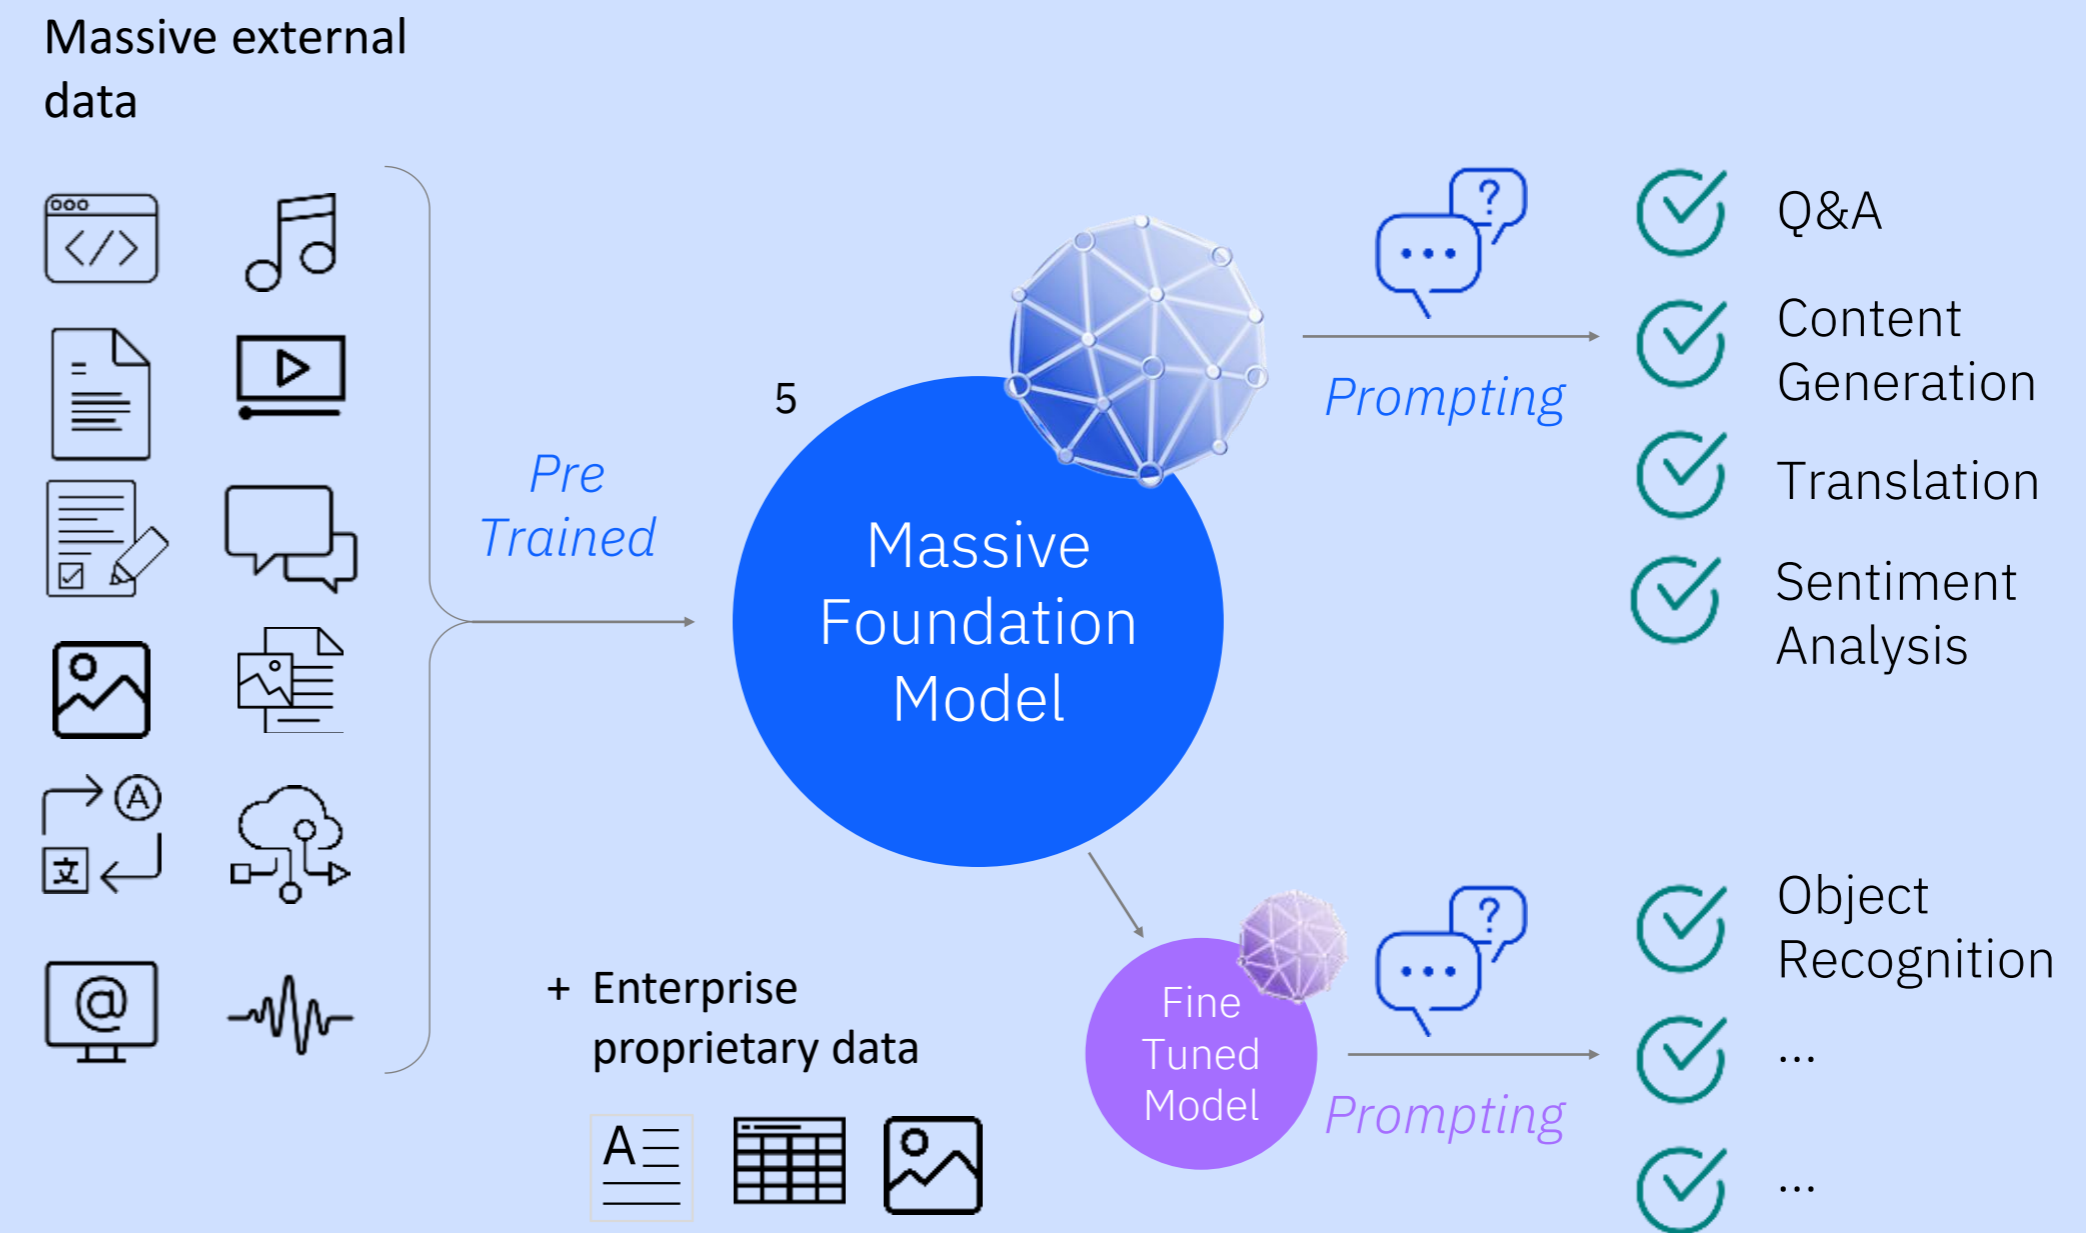 Massive external
data
</>
A
文
@
Pre
Trained
5
Massive
Foundation
Model
?
Prompting
Q&A
Content
Generation
Translation
Sentiment
Analysis
+ Enterprise
proprietary data
A
Fine
Tuned
Model
?
Prompting
Object
Recognition
...
...